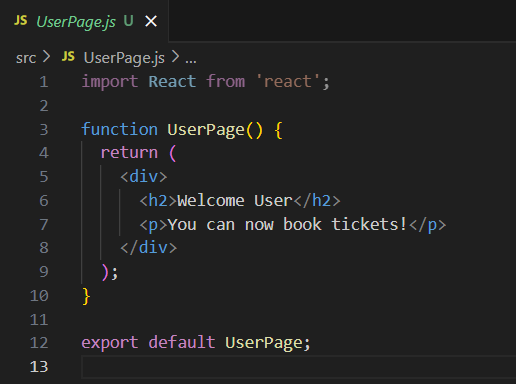 JS UserPage.js U ×
src > JS UserPage.js > ...
1 import React from 'react';
2
3 function UserPage() {
4   return (
5     <div>
6       <h2>Welcome User</h2>
7       <p>You can now book tickets!</p>
8     </div>
9   );
10 }
11
12 export default UserPage;
13